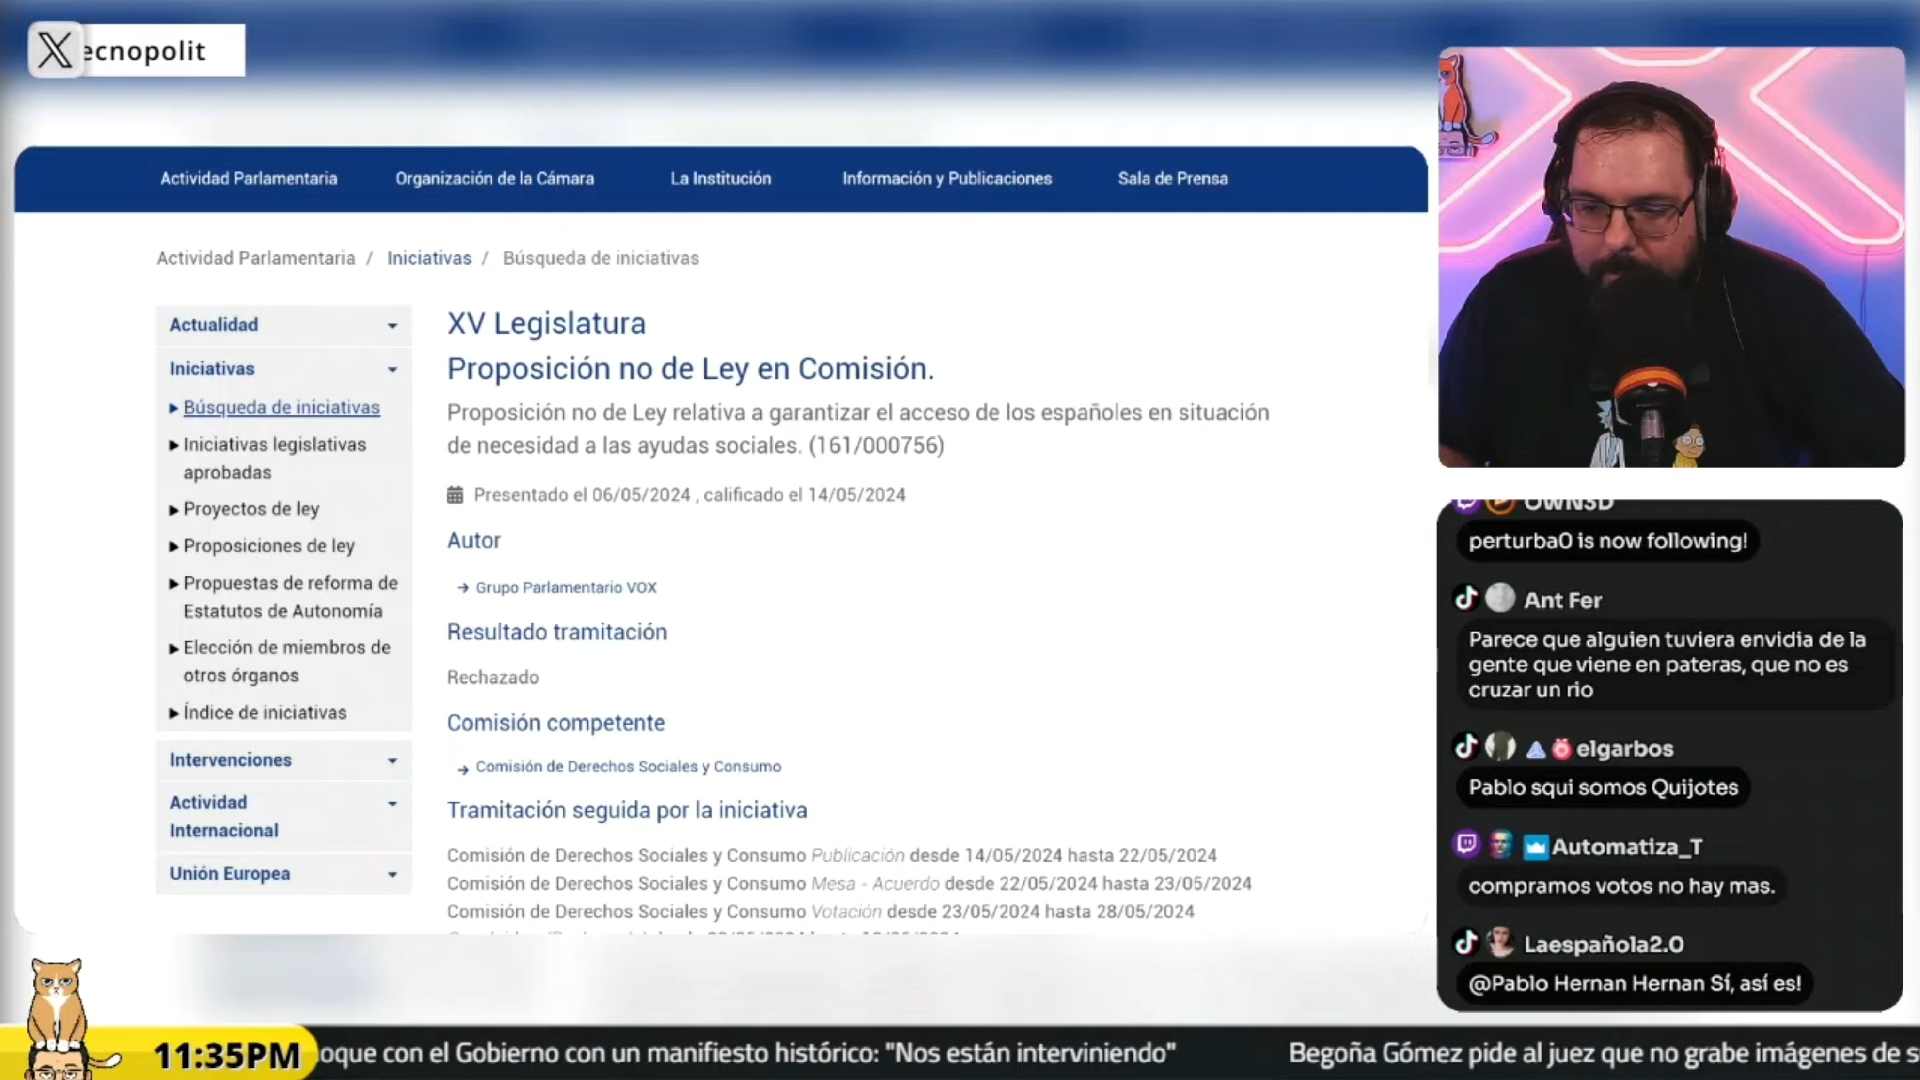 ecnopolit
Actividad Parlamentaria
Organización de la Cámara
La Institución
Información y Publicaciones
Sala de Prensa
Actividad Parlamentaria / Iniciativas / Búsqueda de iniciativas
Actualidad
Iniciativas
Búsqueda de iniciativas
Iniciativas legislativas
aprobadas
Proyectos de ley
Proposiciones de ley
Propuestas de reforma de
Estatutos de Autonomía
Elección de miembros de
otros órganos
Índice de iniciativas
Intervenciones
Actividad
Internacional
Unión Europea
XV Legislatura
Proposición no de Ley en Comisión.
Proposición no de Ley relativa a garantizar el acceso de los españoles en situación
de necesidad a las ayudas sociales. (161/000756)
Presentado el 06/05/2024 , calificado el 14/05/2024
Autor
Grupo Parlamentario VOX
Resultado tramitación
Rechazado
Comisión competente
Comisión de Derechos Sociales y Consumo
Tramitación seguida por la iniciativa
Comisión de Derechos Sociales y Consumo Publicación desde 14/05/2024 hasta 22/05/2024
Comisión de Derechos Sociales y Consumo Mesa - Acuerdo desde 22/05/2024 hasta 23/05/2024
Comisión de Derechos Sociales y Consumo Votación desde 23/05/2024 hasta 28/05/2024
OWN3D
perturba0 is now following!
Ant Fer
Parece que alguien tuviera envidia de la
gente que viene en pateras, que no es
cruzar un rio
elgarbos
Pablo squi somos Quijotes
Automatiza_T
compramos votos no hay mas.
Laespañola2.0
@Pablo Hernan Hernan Sí, así es!
11:35PM
oque con el Gobierno con un manifiesto histórico: "Nos están interviniendo"
Begoña Gómez pide al juez que no grabe imágenes de s